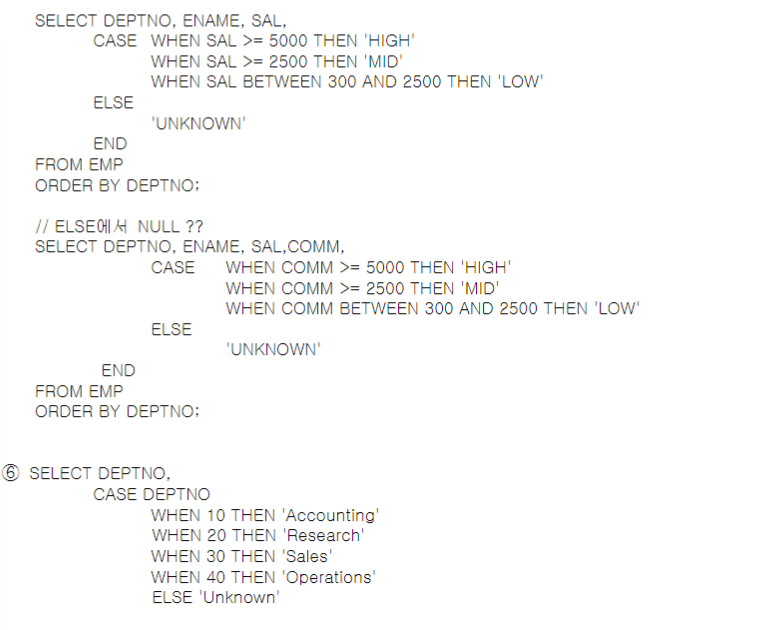 SELECT DEPTNO, ENAME, SAL,
CASE WHEN SAL >= 5000 THEN 'HIGH'
WHEN SAL >= 2500 THEN 'MID'
WHEN SAL BETWEEN 300 AND 2500 THEN 'LOW'
ELSE
'UNKNOWN'
END
FROM EMP
ORDER BY DEPTNO;
// ELSE에서 NULL ??
SELECT DEPTNO, ENAME, SAL,COMM,
CASE WHEN COMM >= 5000 THEN 'HIGH'
WHEN COMM >= 2500 THEN 'MID'
WHEN COMM BETWEEN 300 AND 2500 THEN 'LOW'
ELSE
'UNKNOWN'
END
FROM EMP
ORDER BY DEPTNO;
⑥ SELECT DEPTNO,
CASE DEPTNO
WHEN 10 THEN 'Accounting'
WHEN 20 THEN 'Research'
WHEN 30 THEN 'Sales'
WHEN 40 THEN 'Operations'
ELSE 'Unknown'